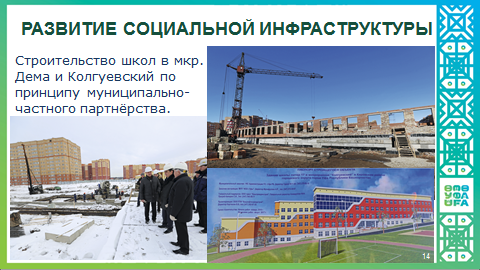 РАЗВИТИЕ СОЦИАЛЬНОЙ ИНФРАСТРУКТУРЫ
Строительство школ в мкр.
Дема и Колгуевский по
принципу муниципально-
частного партнёрства.
UFA
14